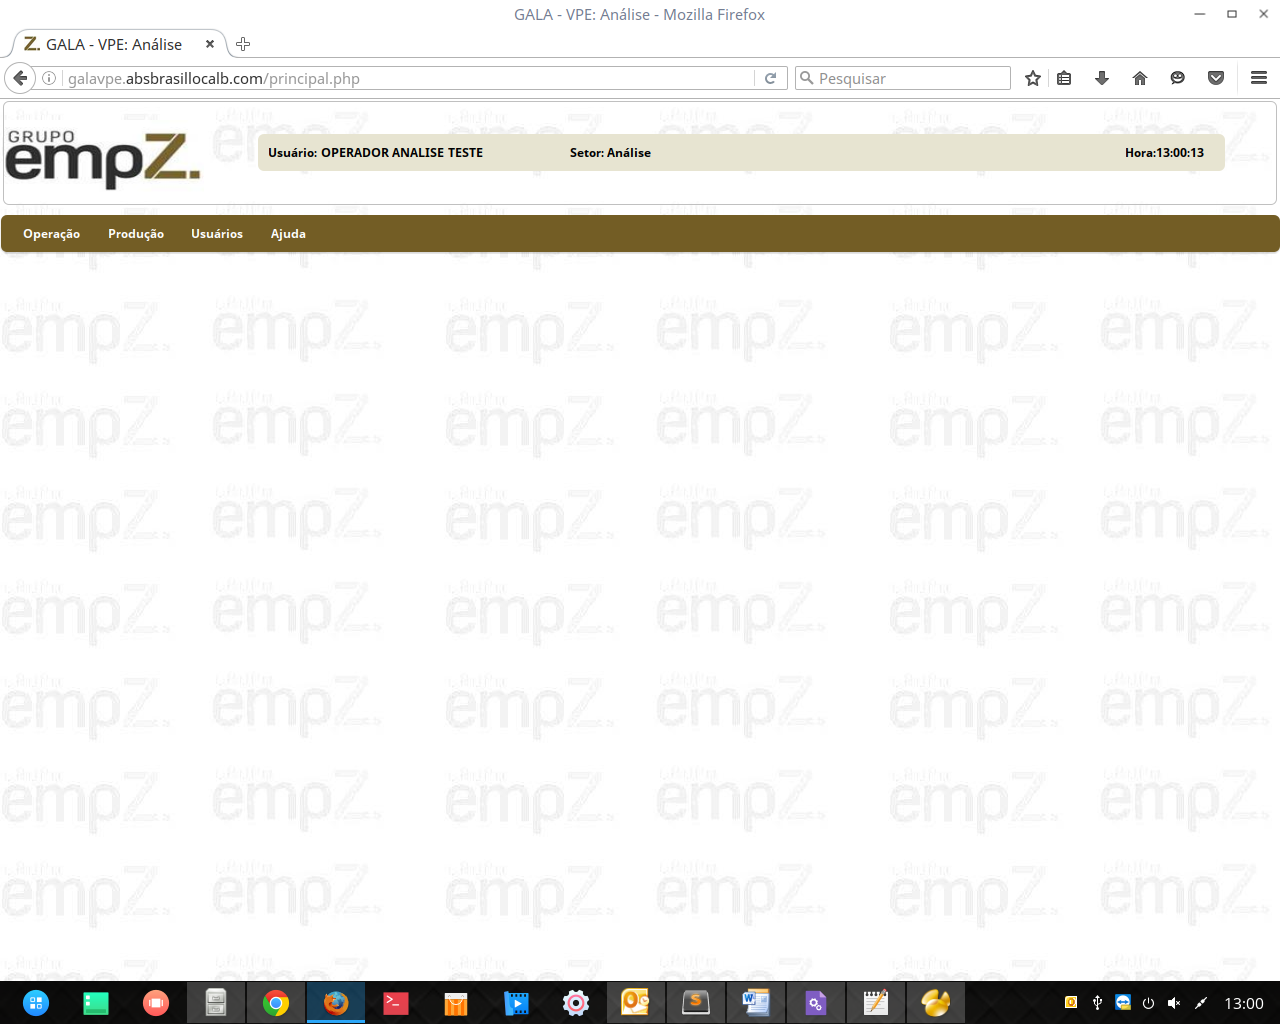 GALA - VPE: Análise - Mozilla Firefox
GALA - VPE: Análise
galavpe.absbrasillocalb.com/principal.php
Pesquisar
GRUPO
empZ.
Usuário: OPERADOR ANALISE TESTE Setor: Análise Hora:13:00:13
Operação Produção Usuários Ajuda
13:00